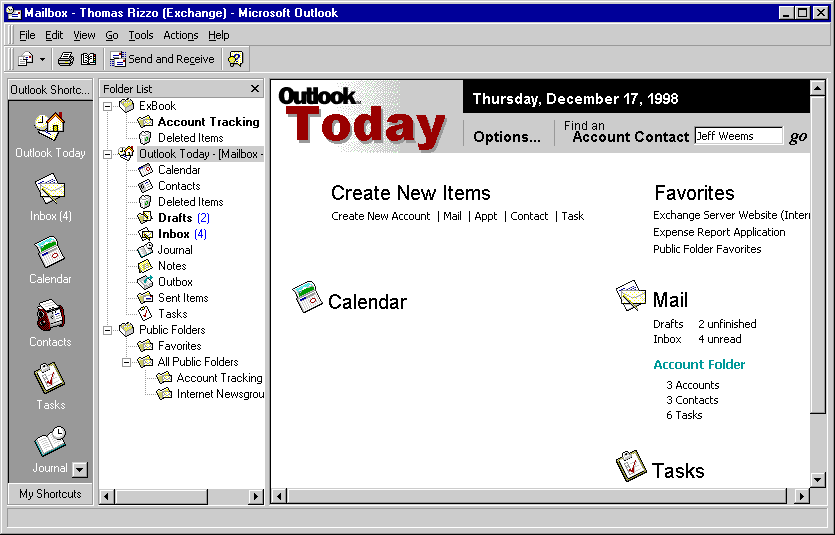 Mailbox - Thomas Rizzo (Exchange) - Microsoft Outlook
File Edit View Go Tools Actions Help
Send and Receive
Outlook Shortc...
Outlook Today
Inbox (4)
Calendar
Contacts
Tasks
Journal
My Shortcuts
Folder List
ExBook
Account Tracking
Deleted Items
Outlook Today - [Mailbox -
Calendar
Contacts
Deleted Items
Drafts (2)
Inbox (4)
Journal
Notes
Outbox
Sent Items
Tasks
Public Folders
Favorites
All Public Folders
Account Tracking
Internet Newsgrou
Outlook Today
Thursday, December 17, 1998
Options...
Find an
Account Contact Jeff Weems go
Create New Items
Create New Account | Mail | Appt | Contact | Task
Favorites
Exchange Server Website (Inter
Expense Report Application
Public Folder Favorites
Calendar
Mail
Drafts 2 unfinished
Inbox 4 unread
Account Folder
3 Accounts
3 Contacts
6 Tasks
Tasks